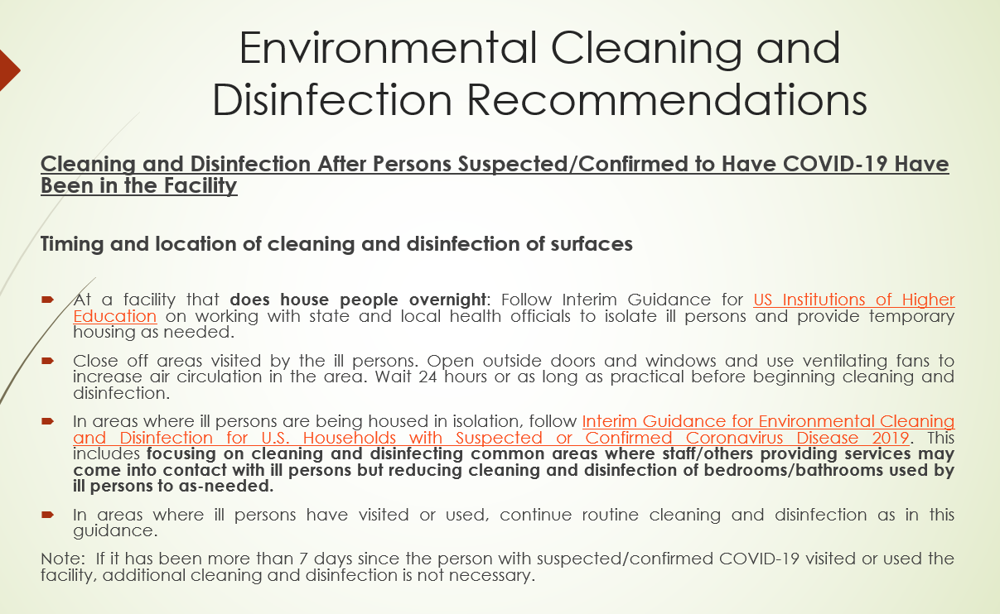 Environmental Cleaning and
Disinfection Recommendations
Cleaning and Disinfection After Persons Suspected/Confirmed to Have COVID-19 Have
Been in the Facility
Timing and location of cleaning and disinfection of surfaces
At a facility that does house people overnight: Follow Interim Guidance for US Institutions of Higher
Education on working with state and local health officials to isolate ill persons and provide temporary
housing as needed.
Close off areas visited by the ill persons. Open outside doors and windows and use ventilating fans to
increase air circulation in the area. Wait 24 hours or as long as practical before beginning cleaning and
disinfection.
In areas where ill persons are being housed in isolation, follow Interim Guidance for Environmental Cleaning
and Disinfection for U.S. Households with Suspected or Confirmed Coronavirus Disease 2019. This
includes focusing on cleaning and disinfecting common areas where staff/others providing services may
come into contact with ill persons but reducing cleaning and disinfection of bedrooms/bathrooms used by
ill persons to as-needed.
In areas where ill persons have visited or used, continue routine cleaning and disinfection as in this
guidance.
Note: If it has been more than 7 days since the person with suspected/confirmed COVID-19 visited or used the
facility, additional cleaning and disinfection is not necessary.